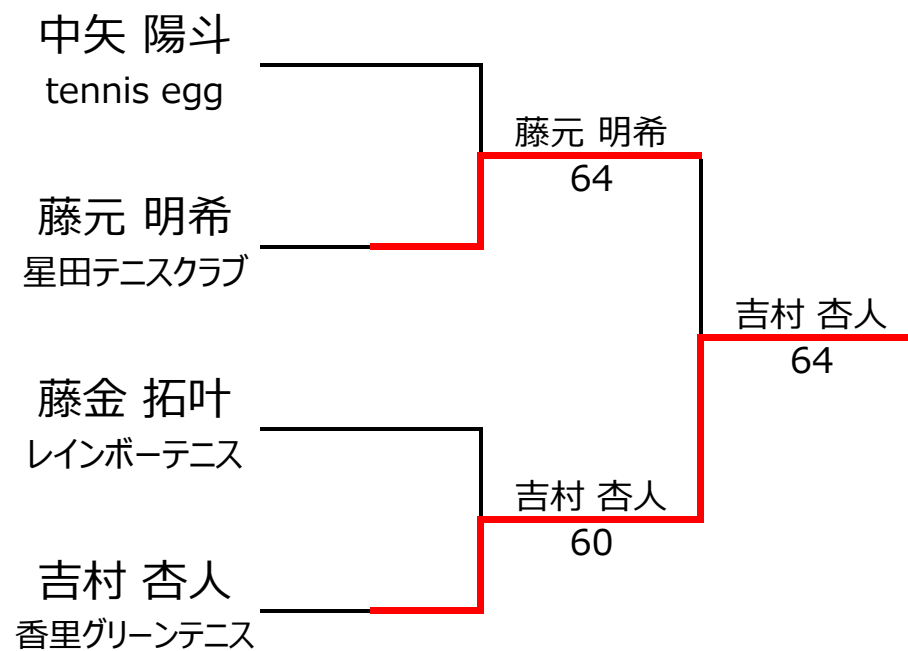 中矢 陽斗
tennis egg
藤元 明希
64
藤元 明希
星田テニスクラブ
吉村 杏人
64
藤金 拓叶
レインボーテニス
吉村 杏人
60
吉村 杏人
香里グリーンテニス